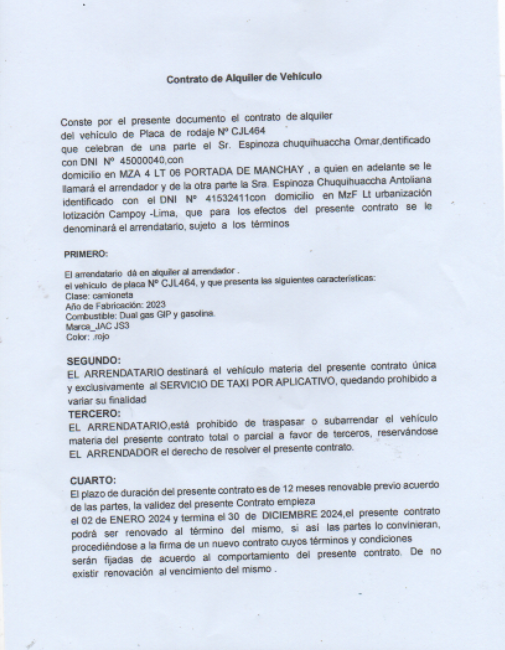 Contrato de Alquiler de Vehículo
Conste por el presente documento el contrato de alquiler
del vehículo de Placa de rodaje Nº CJL464
que celebran de una parte el Sr. Espinoza chuquihuaccha Omar,dentificado
con DNI Nº 45000040,con
domicilio en MZA 4 LT 06 PORTADA DE MANCHAY , a quien en adelante se le
llamará el arrendador y de la otra parte la Sra. Espinoza Chuquihuaccha Antoliana
identificado con el DNI Nº 41532411con domicilio en MzF Lt urbanización
lotización Campoy -Lima, que para los efectos del presente contrato se le
denominará el arrendatario, sujeto a los términos
PRIMERO:
El arrendatario dá en alquiler al arrendador .
el vehículo de placa Nº CJL464, y que presenta las siguientes características:
Clase: camioneta
Año de Fabricación: 2023
Combustible: Dual gas GlP y gasolina.
Marca_JAC JS3
Color: .rojo
SEGUNDO:
EL ARRENDATARIO destinará el vehículo materia del presente contrato única
y exclusivamente al SERVICIO DE TAXI POR APLICATIVO, quedando prohibido a
variar su finalidad
TERCERO:
EL ARRENDATARIO,está prohibido de traspasar o subarrendar el vehículo
materia del presente contrato total o parcial a favor de terceros, reservándose
EL ARRENDADOR el derecho de resolver el presente contrato.
CUARTO:
El plazo de duración del presente contrato es de 12 meses renovable previo acuerdo
de las partes, la validez del presente Contrato empieza
el 02 de ENERO 2024 y termina el 30 de DICIEMBRE 2024,el presente contrato
podrá ser renovado al término del mismo, si así las partes lo convinieran,
procediéndose a la firma de un nuevo contrato cuyos términos y condiciones
serán fijadas de acuerdo al comportamiento del presente contrato. De no
existir renovación al vencimiento del mismo .